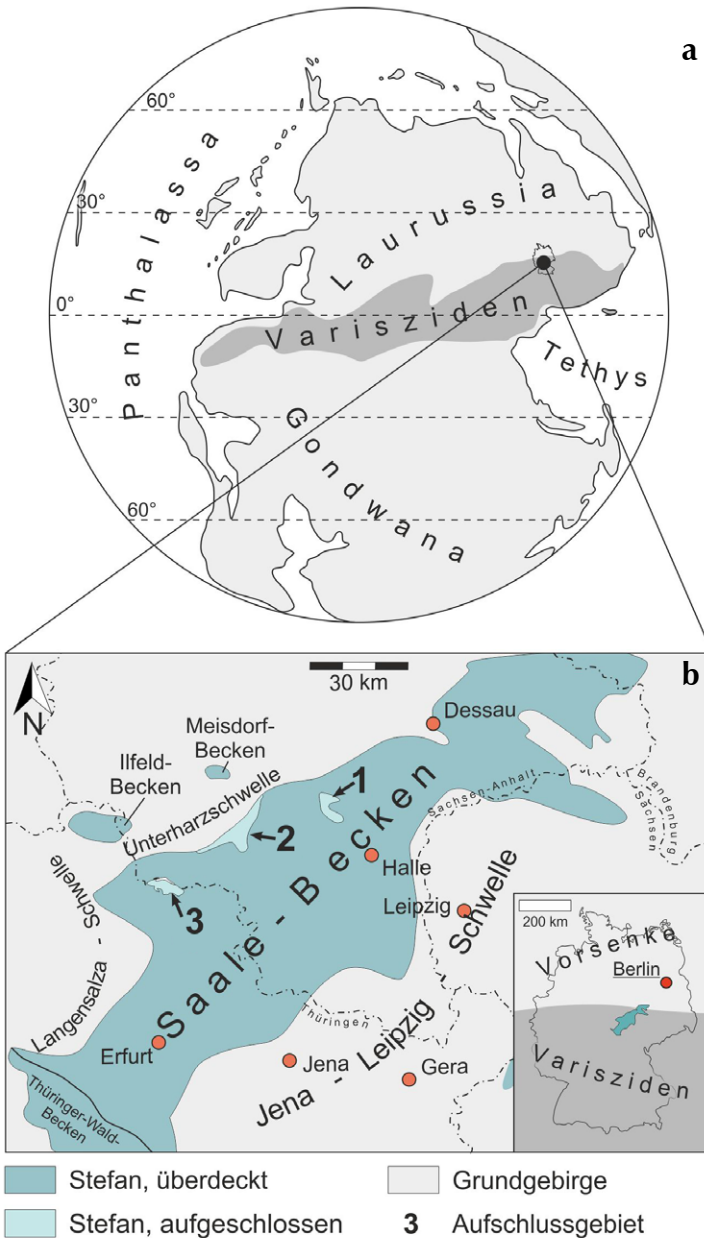 a
60°
30°
0°
30°
60°
Panthalassa
Laurussia
Varisziden
Tethys
Gondwana
b
N
30 km
Dessau
Meisdorf-
Becken
Ilfeld-
Becken
Unterharzschwelle
1
2
3
Sachsen-Anhalt
Brandenburg
Sachsen
Saale-Becken
Halle
Leipzig
Langensalza - Schwelle
Jena - Leipzig Schwelle
Thüringen
Erfurt
Jena
Gera
Thüringer-Wald-
Becken
200 km
Vorsenke
Berlin
Varisziden
Stefan, überdeckt
Grundgebirge
Stefan, aufgeschlossen
3 Aufschlussgebiet